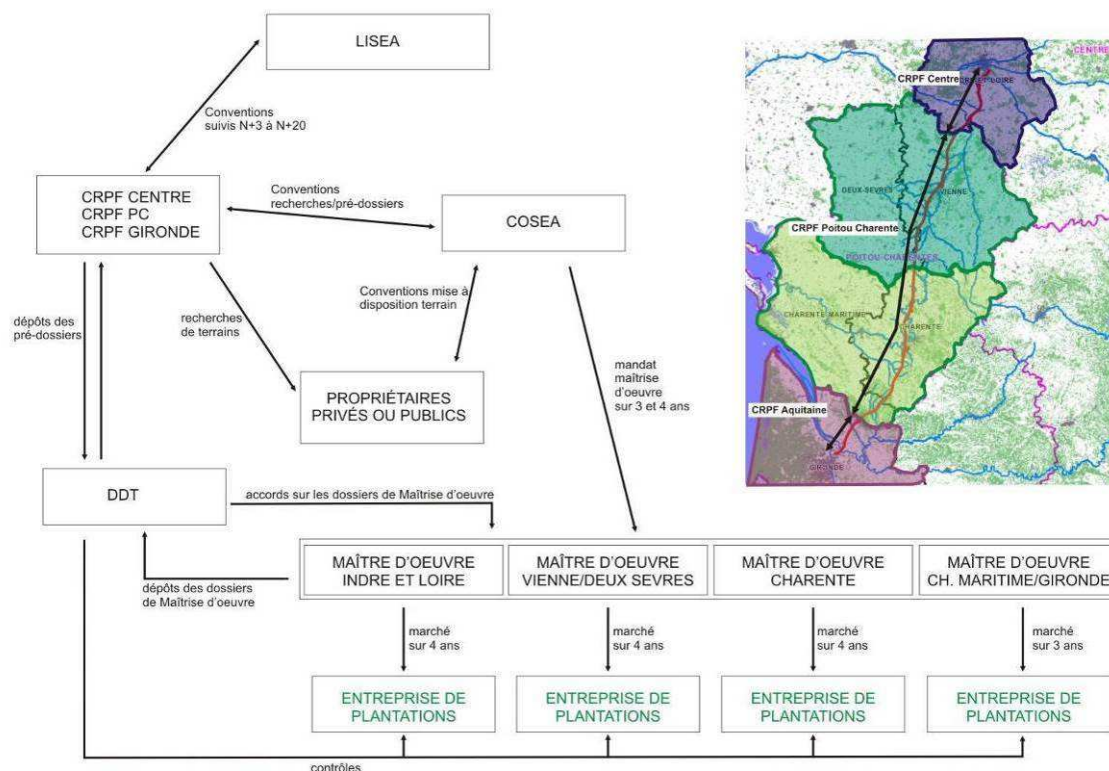 LISEA
Conventions
suivis N+3 à N+20
CRPF CENTRE
CRPF PC
CRPF GIRONDE
Conventions
recherches/pré-dossiers
COSEA
dépôts des
pré-dossiers
recherches
de terrains
Conventions mise à
disposition terrain
PROPRIÉTAIRES
PRIVÉS OU PUBLICS
mandat
maîtrise
d'oeuvre
sur 3 et 4 ans
DDT
accords sur les dossiers de Maîtrise d'oeuvre
dépôts des dossiers
de Maîtrise d'oeuvre
MAÎTRE D'OEUVRE
INDRE ET LOIRE
MAÎTRE D'OEUVRE
VIENNE/DEUX SEVRES
MAÎTRE D'OEUVRE
CHARENTE
MAÎTRE D'OEUVRE
CH. MARITIME/GIRONDE
marché
sur 4 ans
marché
sur 4 ans
marché
sur 4 ans
marché
sur 3 ans
ENTREPRISE DE
PLANTATIONS
ENTREPRISE DE
PLANTATIONS
ENTREPRISE DE
PLANTATIONS
ENTREPRISE DE
PLANTATIONS
contrôles
CENTRE
CRPF Centre
ET LOIRE
DEUX-SEVRES
VIENNE
CRPF Poitou Charente
POITOU-CHARENTES
CHARENTE MARITIME
CHARENTE
CRPF Aquitaine
GIRONDE